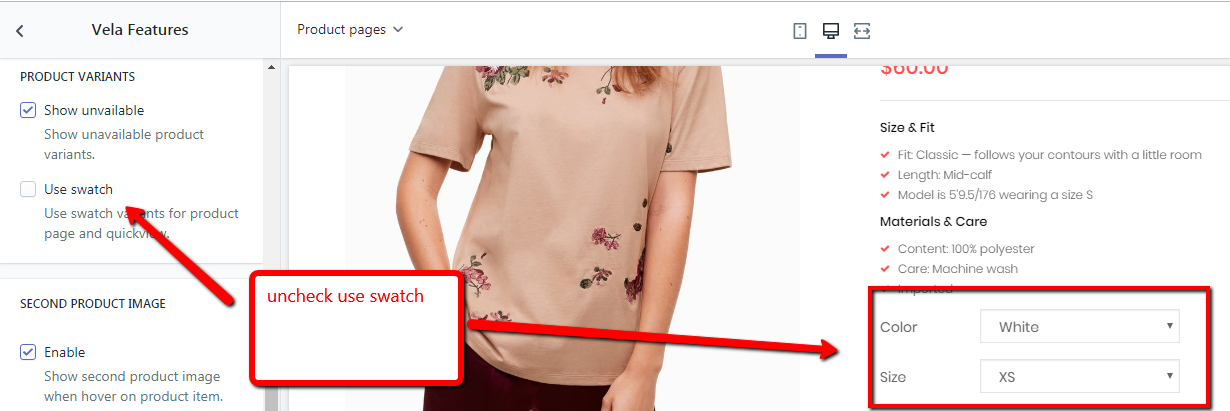 Vela Features
Product pages
PRODUCT VARIANTS
Show unvailable
Show unavailable product
variants.
Use swatch
Use swatch variants for product
page and quickview.
SECOND PRODUCT IMAGE
Enable
Show second product image
when hover on product item.
uncheck use swatch
$60.00
Size & Fit
Fit: Classic — follows your contours with a little room
Length: Mid-calf
Model is 5'9.5/176 wearing a size S
Materials & Care
Content: 100% polyester
Care: Machine wash
Imported
Color
White
Size
XS